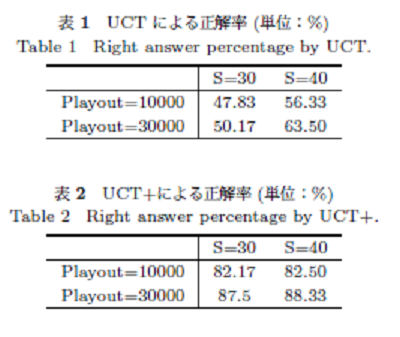 表 1 UCT による正解率 (単位：%)
Table 1 Right answer percentage by UCT.
S=30 S=40
Playout=10000 47.83 56.33
Playout=30000 50.17 63.50
表 2 UCT+による正解率 (単位：%)
Table 2 Right answer percentage by UCT+.
S=30 S=40
Playout=10000 82.17 82.50
Playout=30000 87.5 88.33